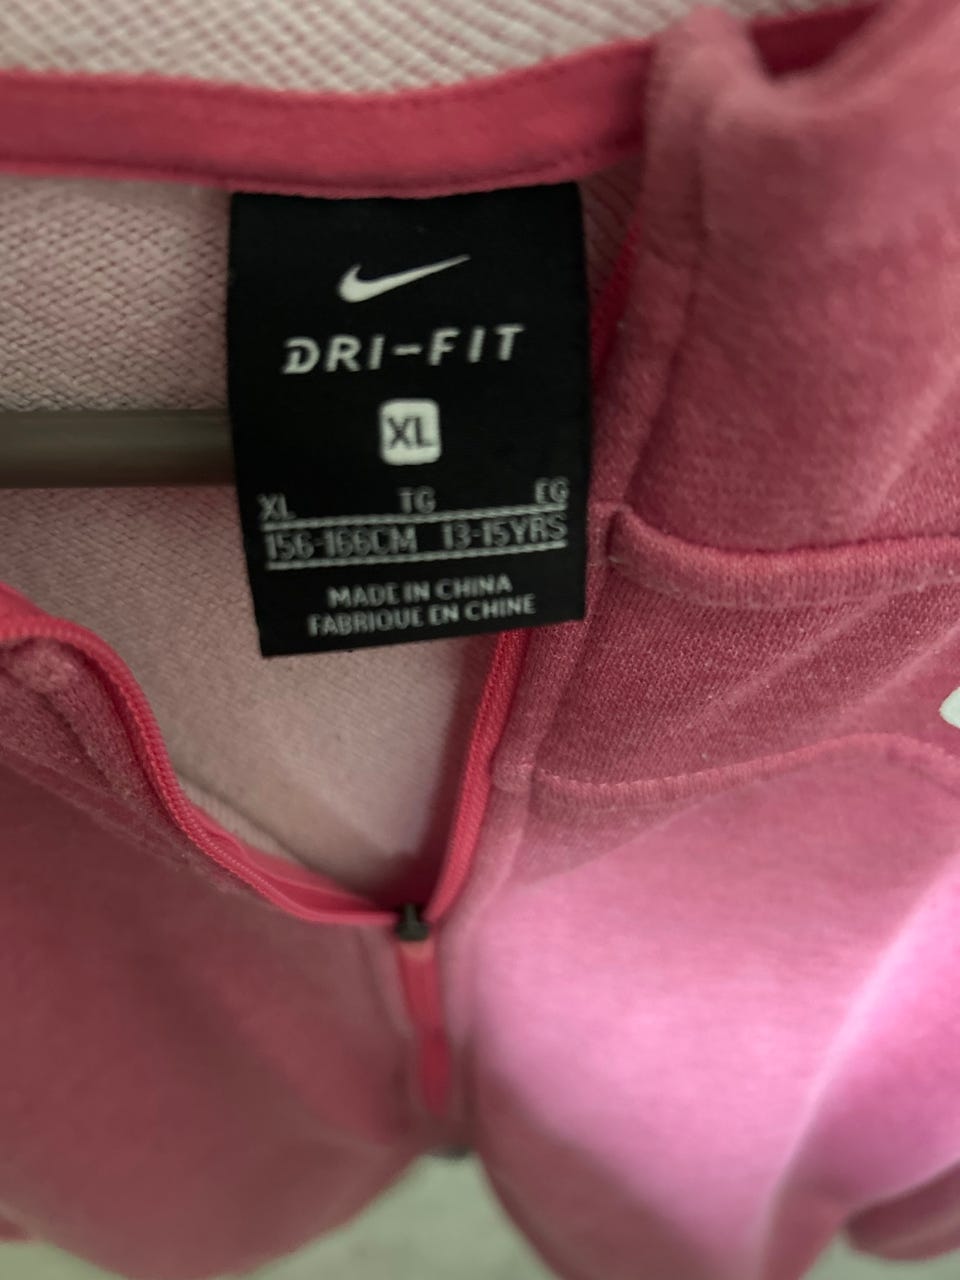 DRI-FIT
XL
XL TG EG
156-166CM 13-15YRS
MADE IN CHINA
FABRIQUE EN CHINE